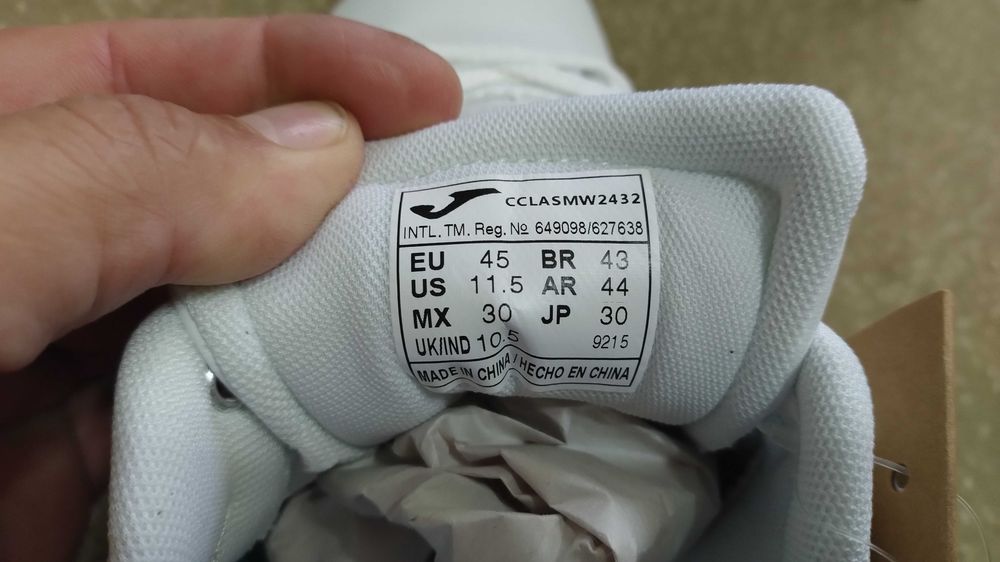 CCLASMW2432
INTL. TM. Reg. № 649098/627638
EU 45 BR 43
US 11.5 AR 44
MX 30 JP 30
UK/IND 10.5 9215
MADE IN CHINA / HECHO EN CHINA